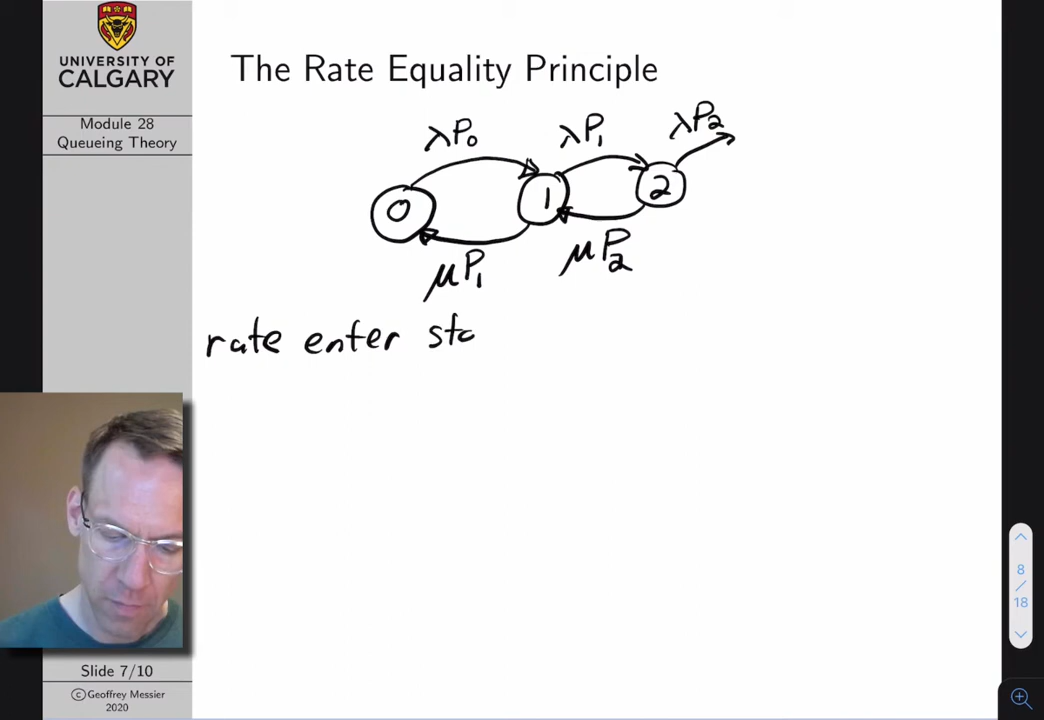 UNIVERSITY OF
CALGARY
Module 28
Queueing Theory
The Rate Equality Principle
λP₀
λP₁
λP₂
0
1
2
μP₁
μP₂
rate enter sta
8
/
18
Slide 7/10
©Geoffrey Messier
2020